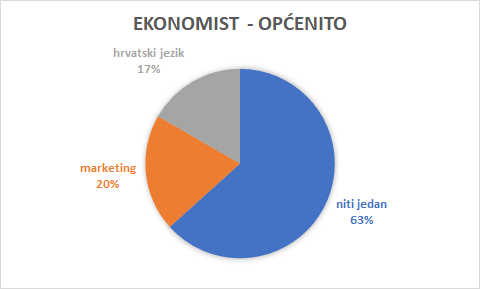 EKONOMIST - OPĆENITO
hrvatski jezik
17%
marketing
20%
niti jedan
63%